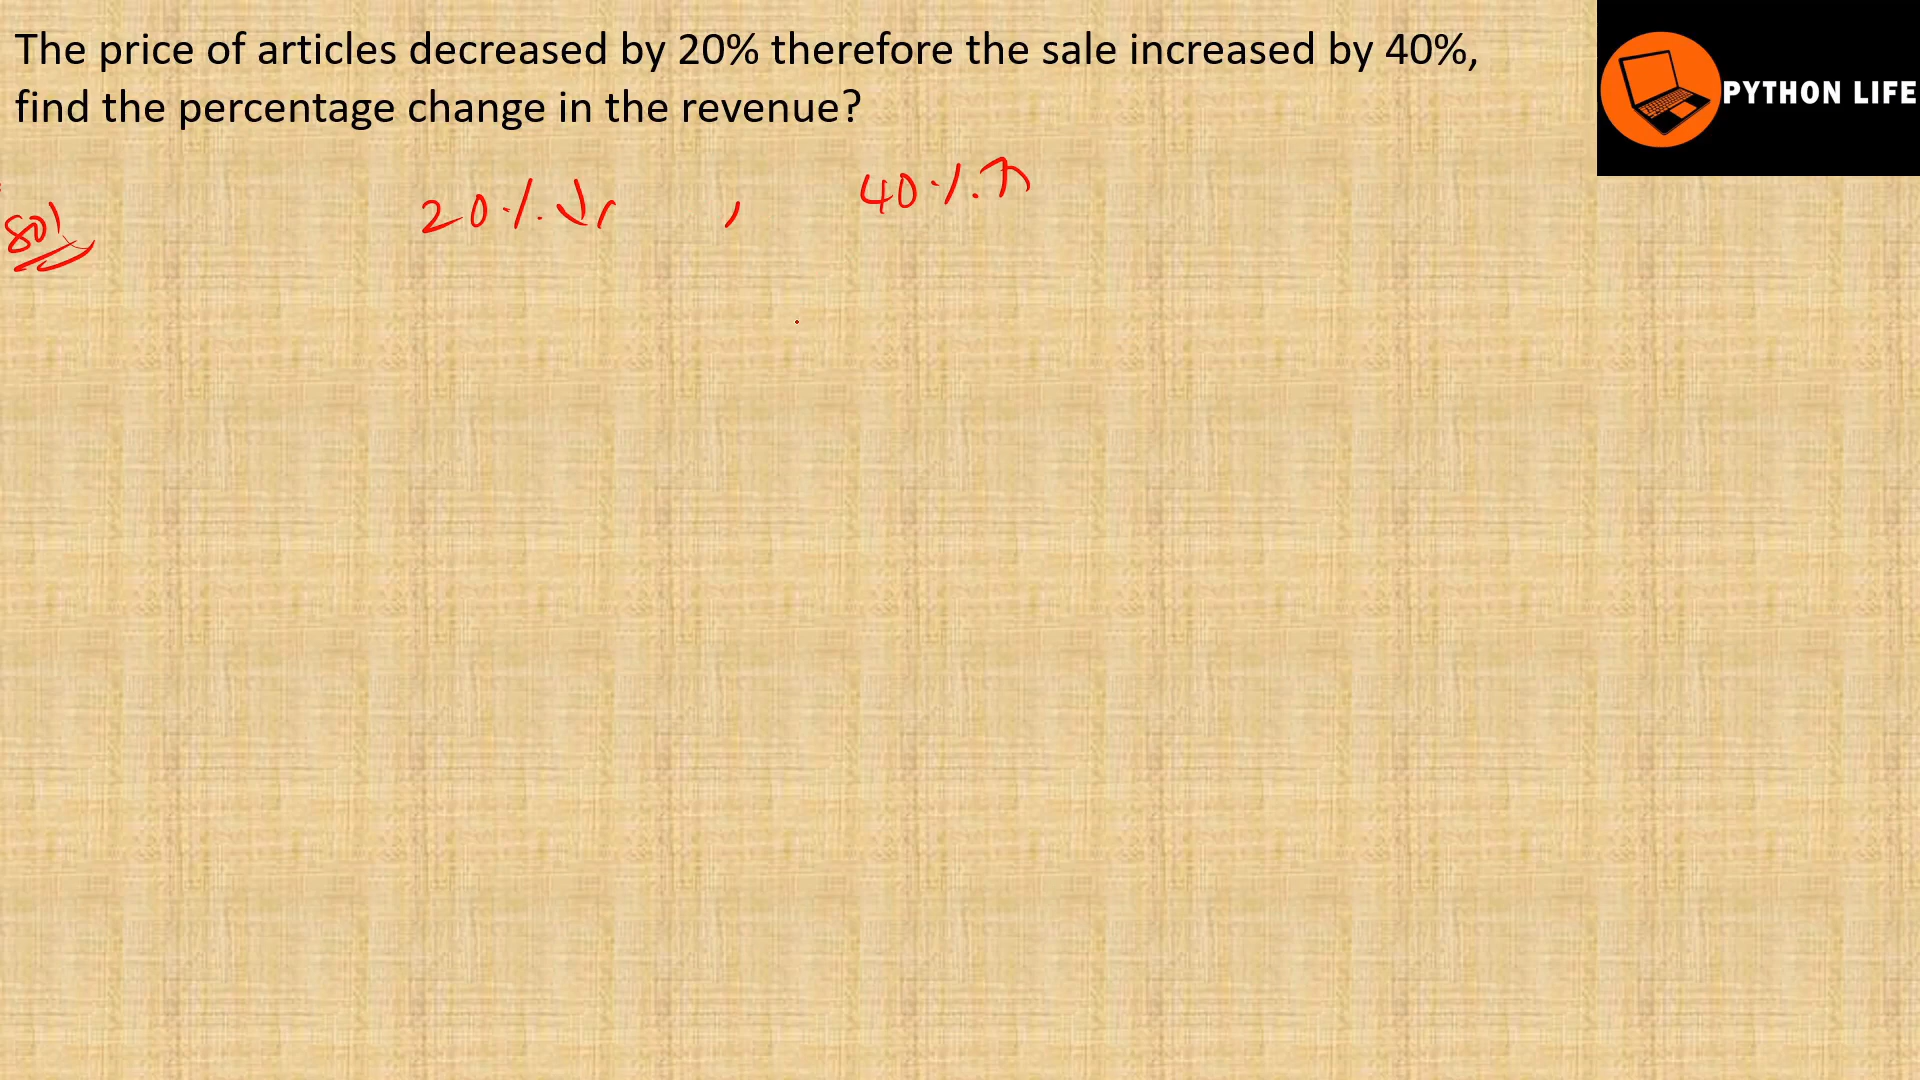 The price of articles decreased by 20% therefore the sale increased by 40%,
find the percentage change in the revenue?
PYTHON LIFE
20%↓, 40%↑
80